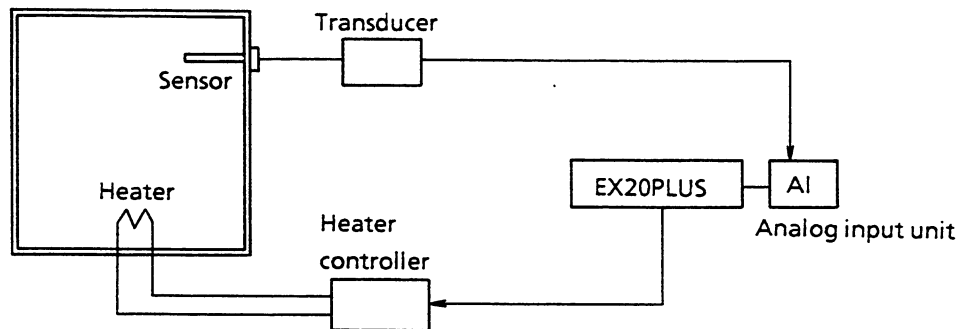 Transducer
Sensor
EX20PLUS
AI
Heater
Analog input unit
Heater
controller